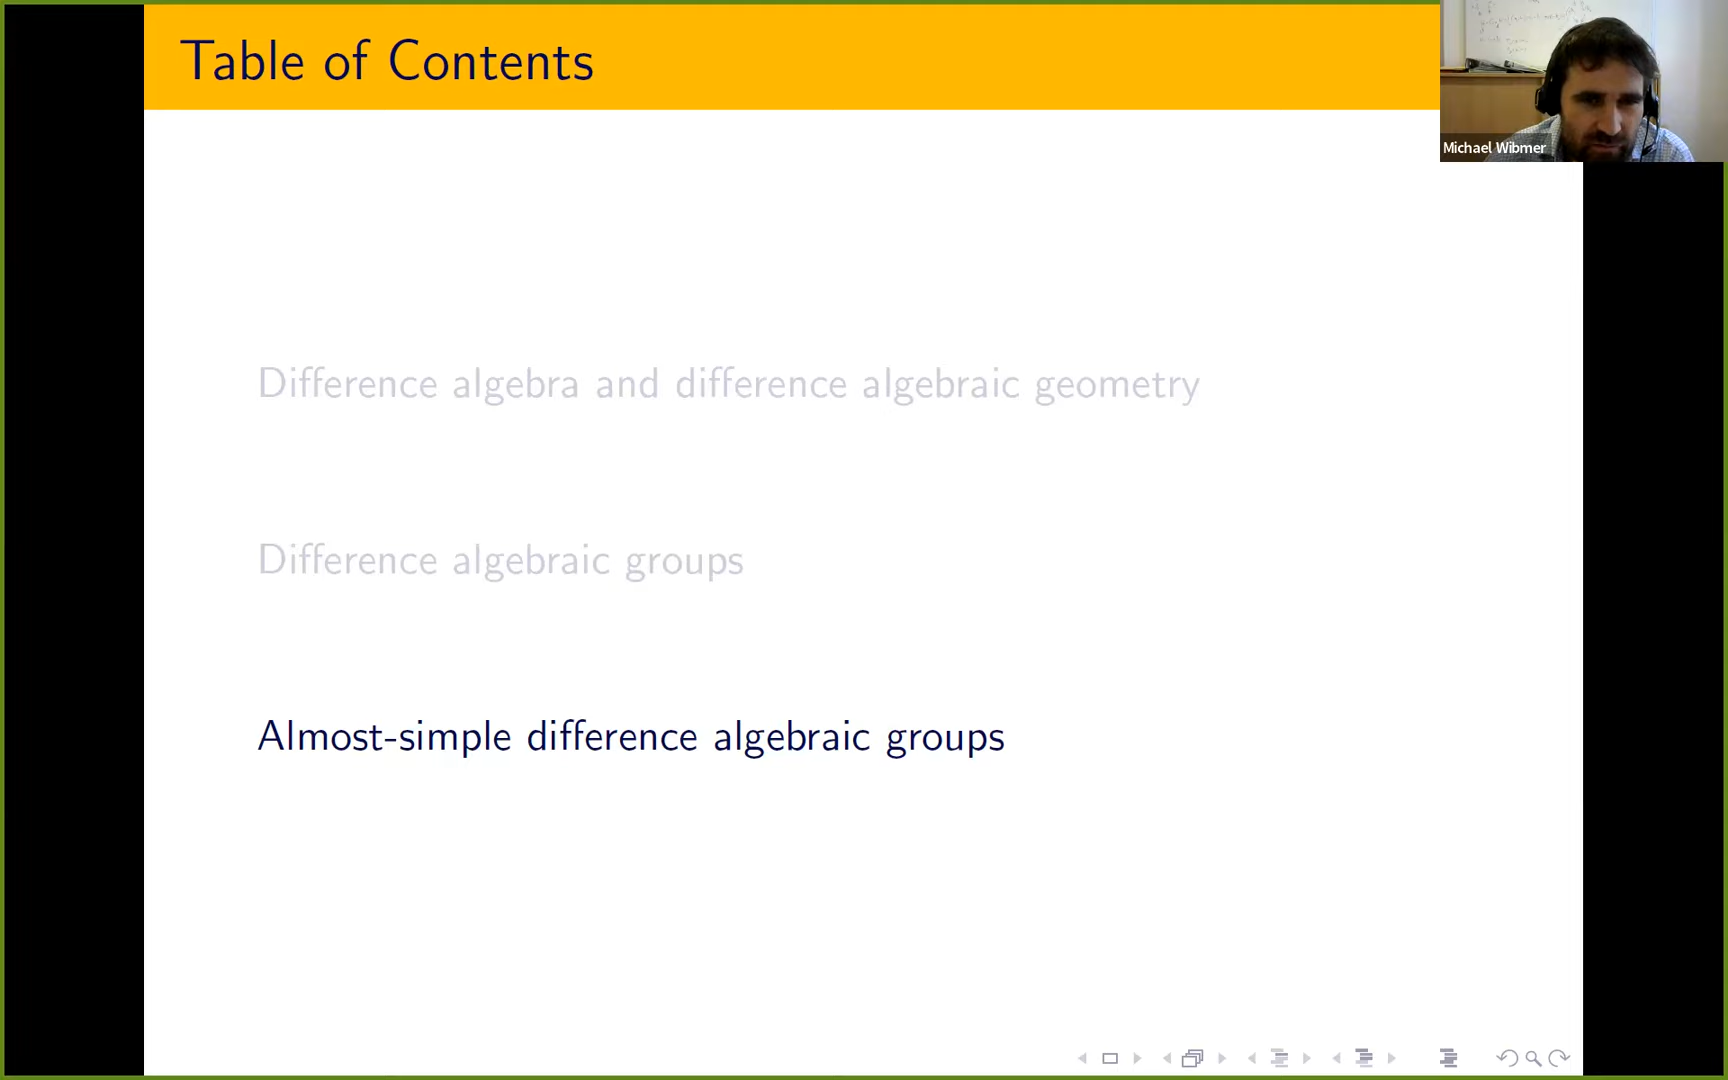 Table of Contents
Michael Wibmer
Difference algebra and difference algebraic geometry
Difference algebraic groups
Almost-simple difference algebraic groups